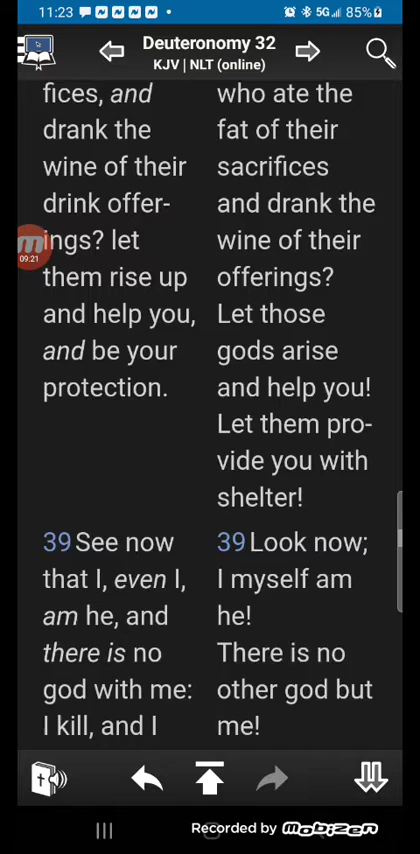 11:23
5G 85%
Deuteronomy 32
KJV | NLT (online)
fices, and
drank the
wine of their
drink offer-
ings? let
them rise up
and help you,
and be your
protection.
39 See now
that I, even I,
am he, and
there is no
god with me:
I kill, and I
who ate the
fat of their
sacrifices
and drank the
wine of their
offerings?
Let those
gods arise
and help you!
Let them pro-
vide you with
shelter!
39 Look now;
I myself am
he!
There is no
other god but
me!
09:21
Recorded by mobizen